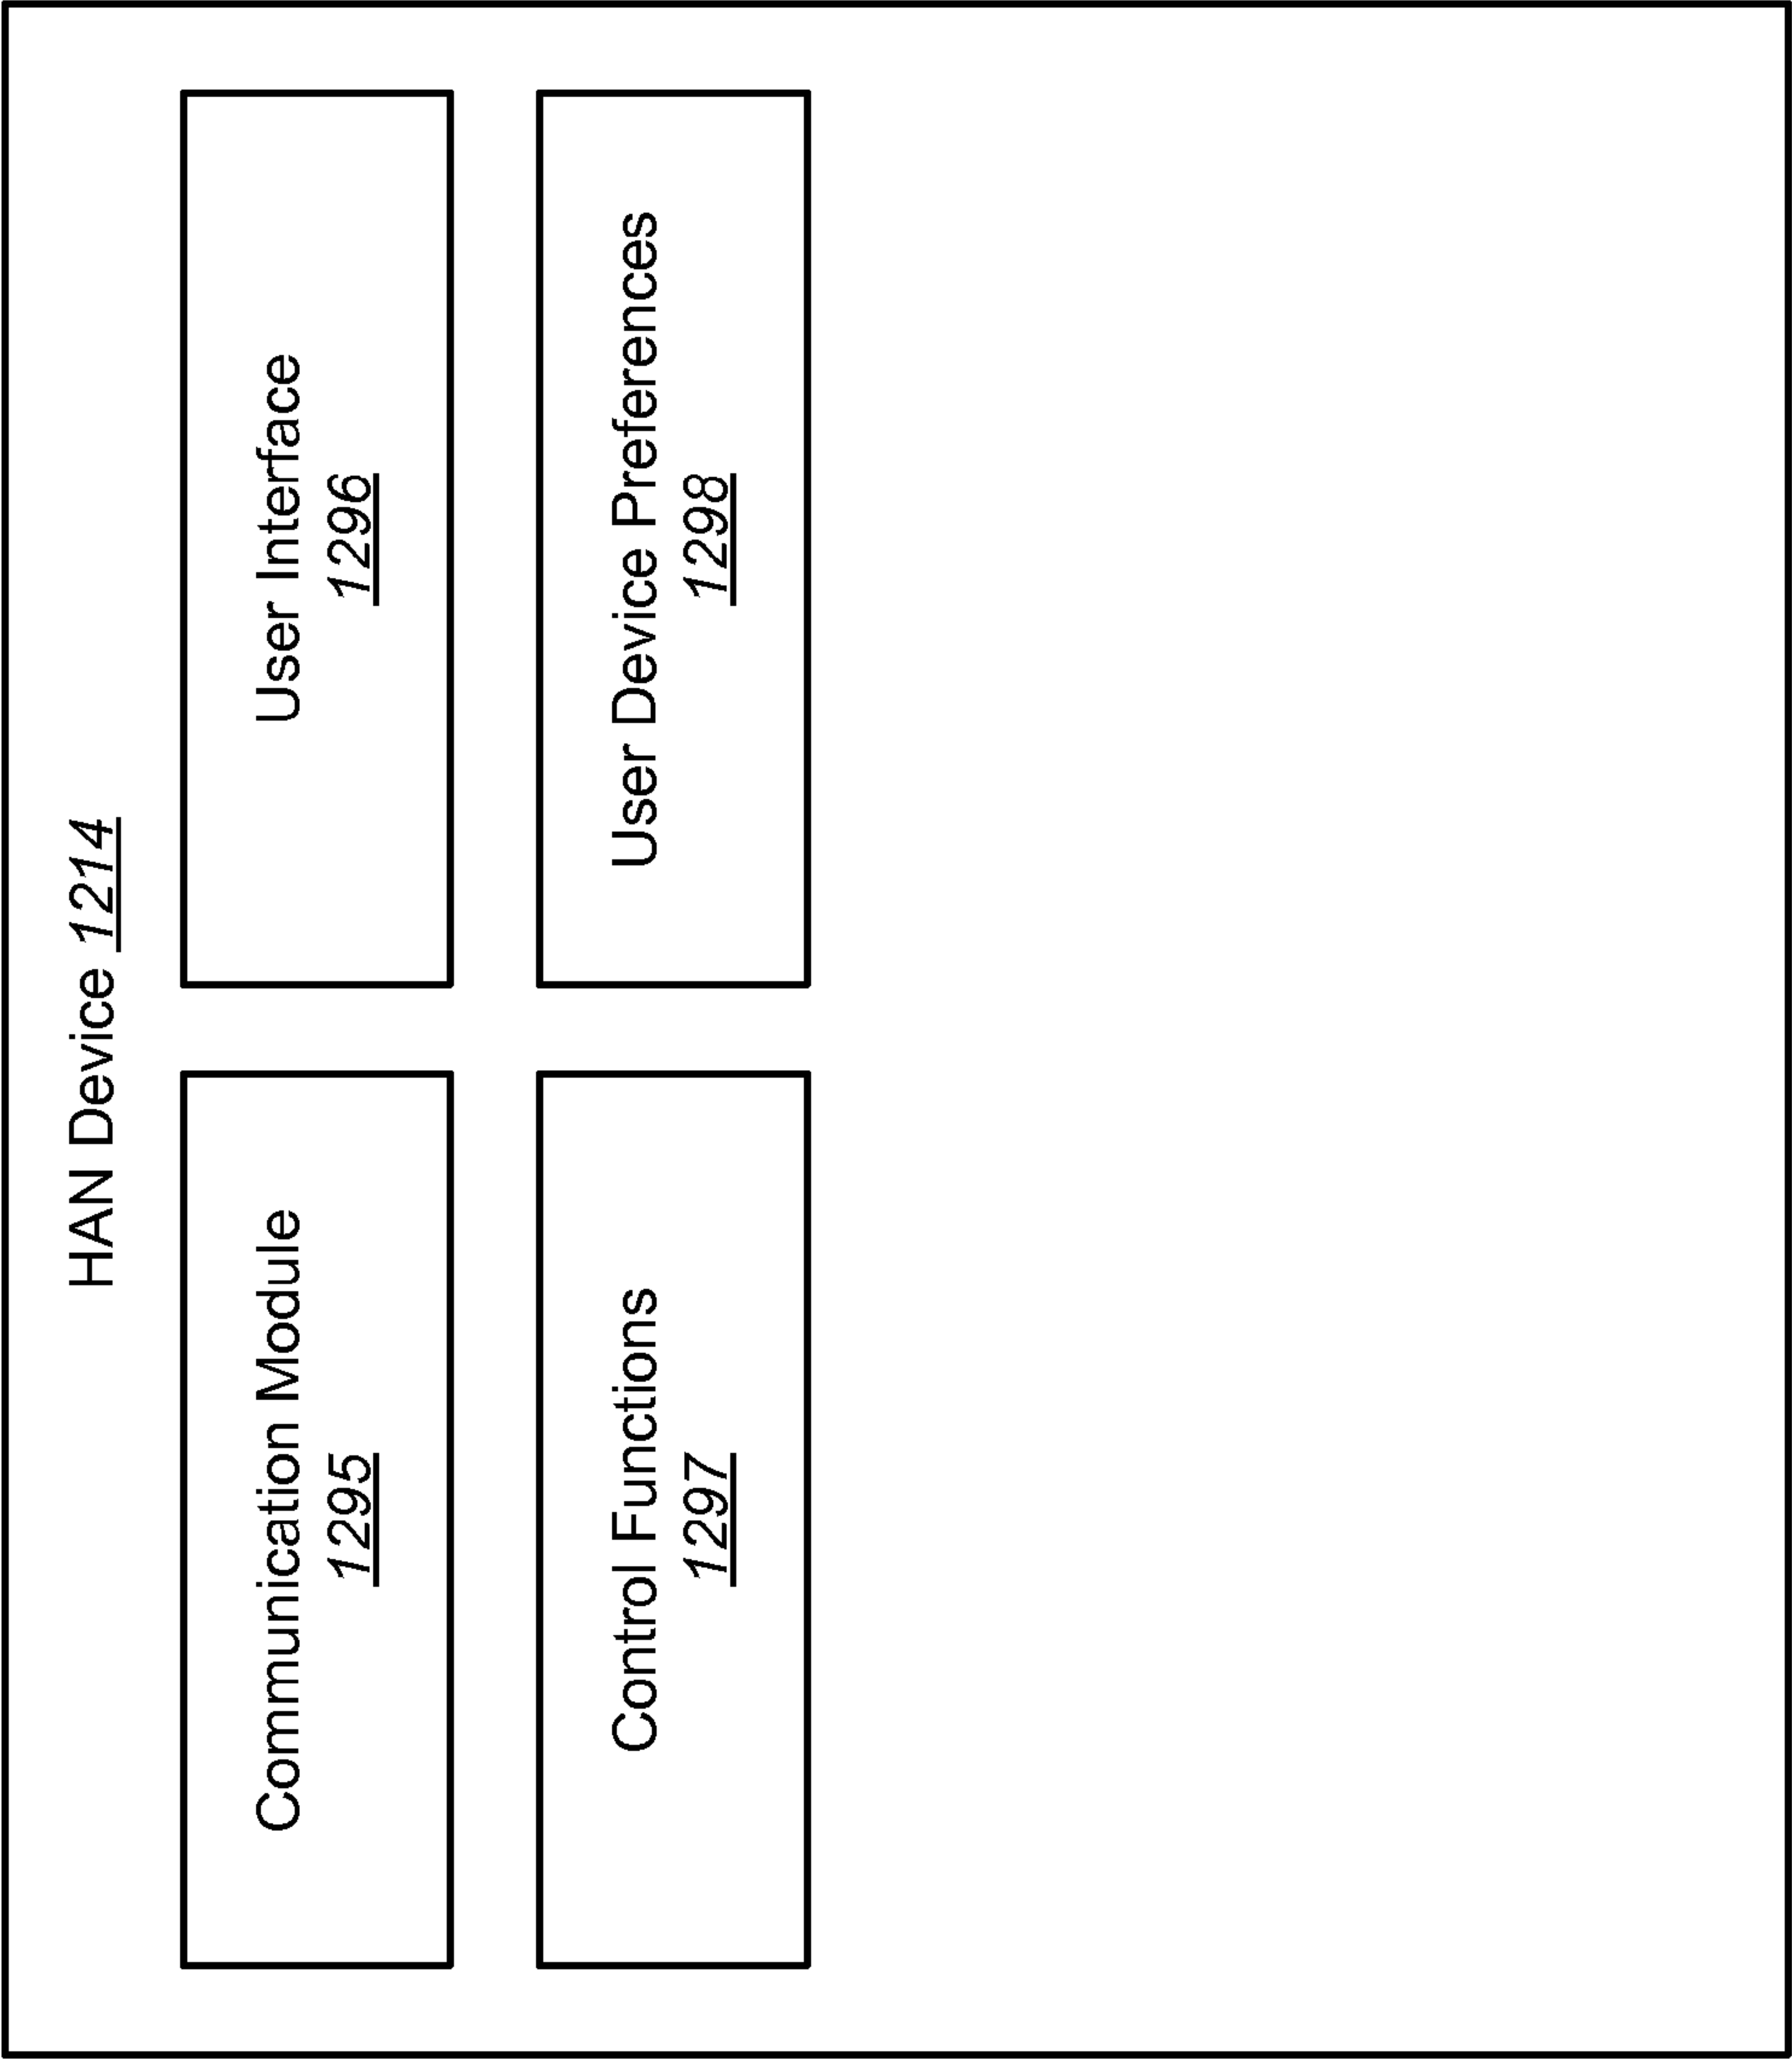 HAN Device 1214
Communication Module
1295
User Interface
1296
Control Functions
1297
User Device Preferences
1298